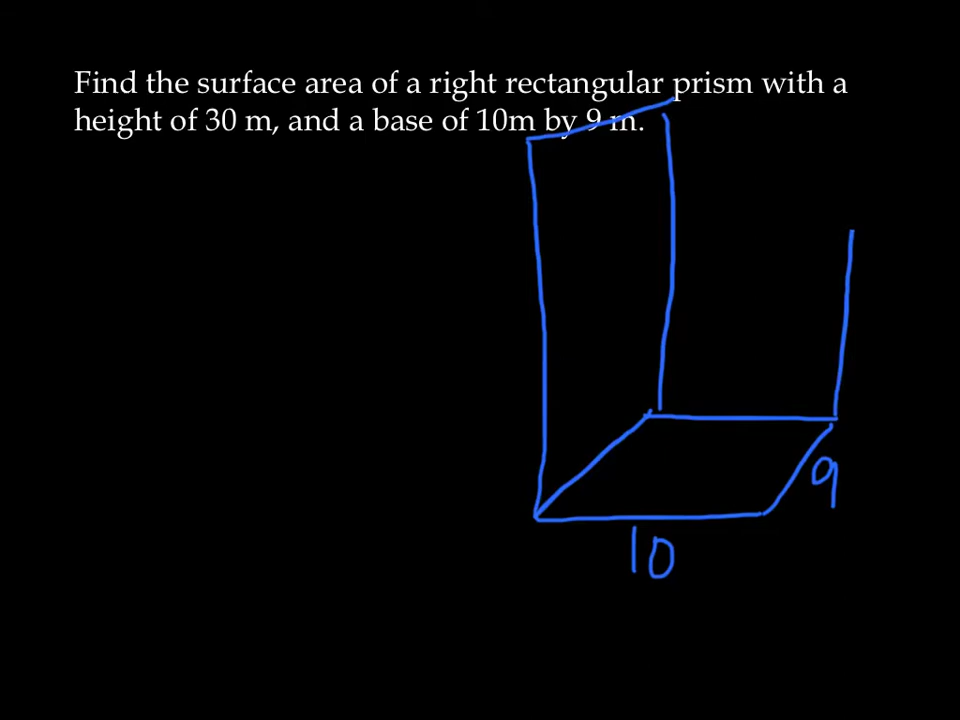 Find the surface area of a right rectangular prism with a
height of 30 m, and a base of 10m by 9 m.
9
10